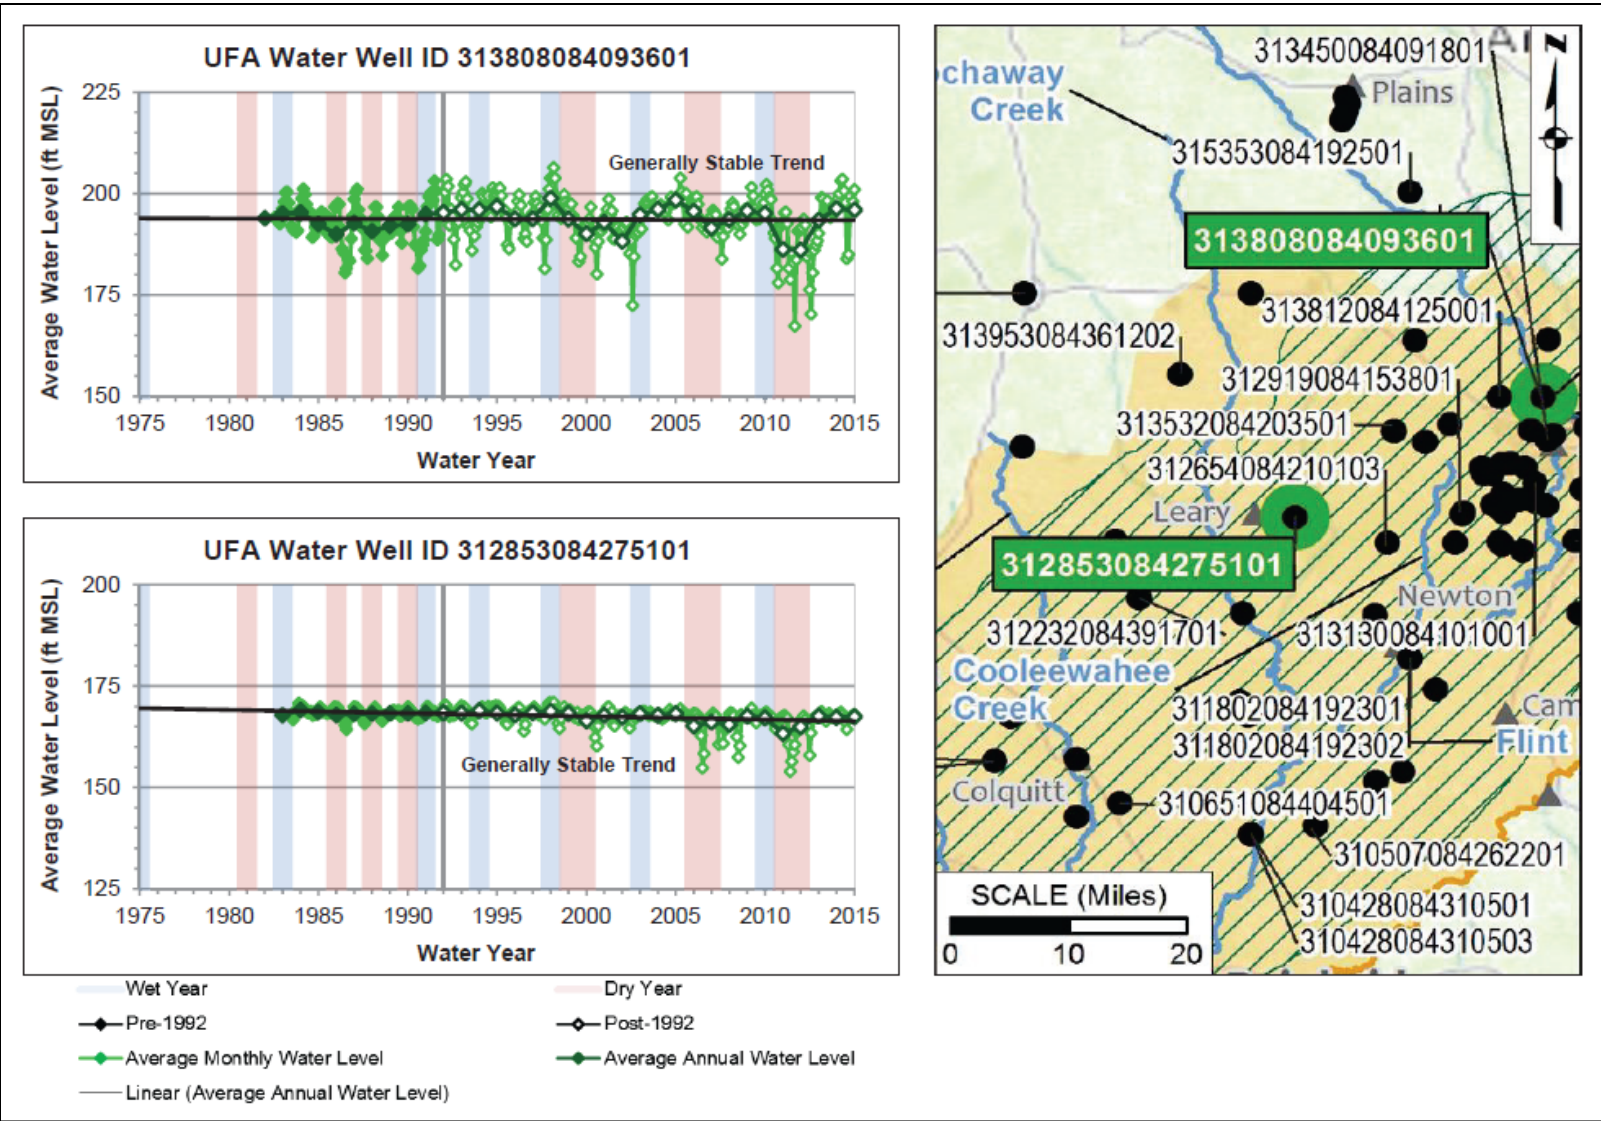 UFA Water Well ID 313808084093601
Average Water Level (ft MSL)
225
200
175
150
Generally Stable Trend
1975 1980 1985 1990 1995 2000 2005 2010 2015
Water Year
UFA Water Well ID 312853084275101
Average Water Level (ft MSL)
200
175
150
125
Generally Stable Trend
1975 1980 1985 1990 1995 2000 2005 2010 2015
Water Year
Wet Year
Dry Year
Pre-1992
Post-1992
Average Monthly Water Level
Average Annual Water Level
Linear (Average Annual Water Level)
313450084091801
N
chaway
Creek
Plains
315353084192501
313808084093601
313812084125001
313953084361202
312919084153801
313532084203501
312654084210103
Leary
312853084275101
Newton
312232084391701
313130084101001
Cooleewahee
Creek
311802084192301
Cam
311802084192302
Flint
Colquitt
310651084404501
310507084262201
SCALE (Miles)
0 10 20
310428084310501
310428084310503